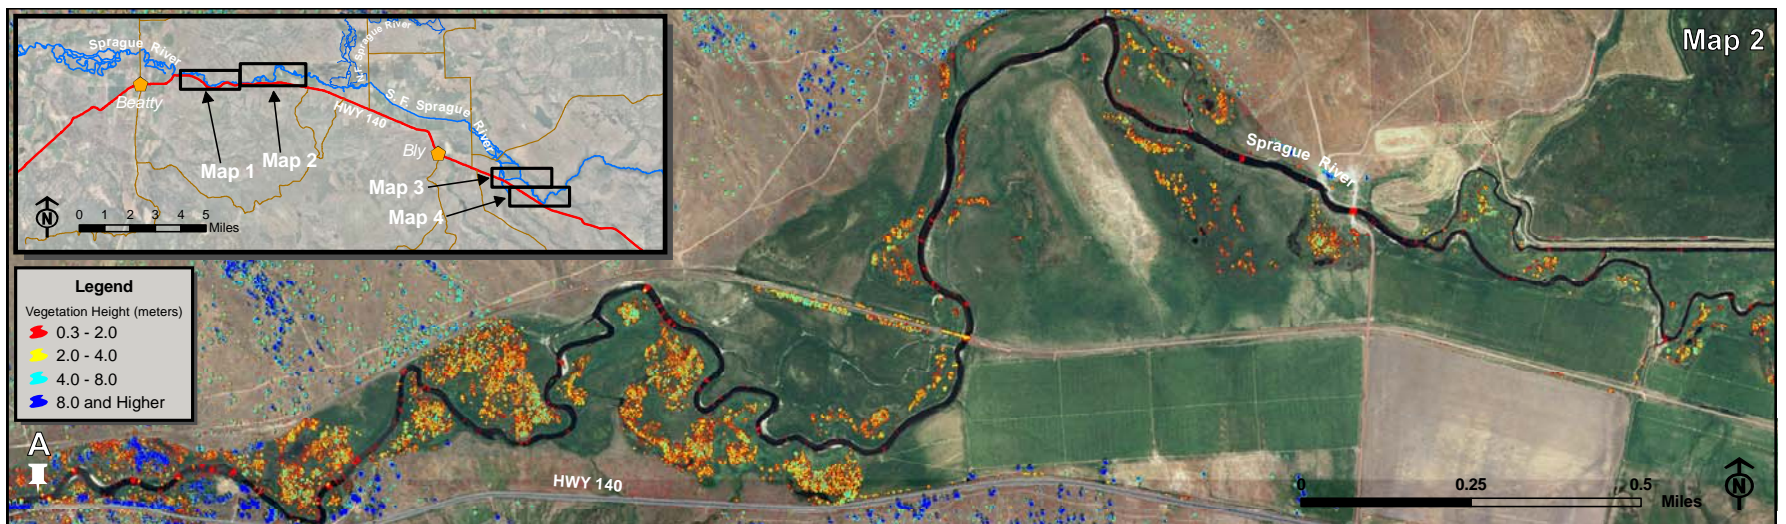 Map 2
Sprague River
N.F. Sprague River
Beatty
HWY 140
S. F. Sprague River
Bly
Map 1
Map 2
Map 3
Map 4
N
0 1 2 3 4 5
Miles
Sprague River
Legend
Vegetation Height (meters)
0.3 - 2.0
2.0 - 4.0
4.0 - 8.0
8.0 and Higher
A
HWY 140
0 0.25 0.5
Miles
N